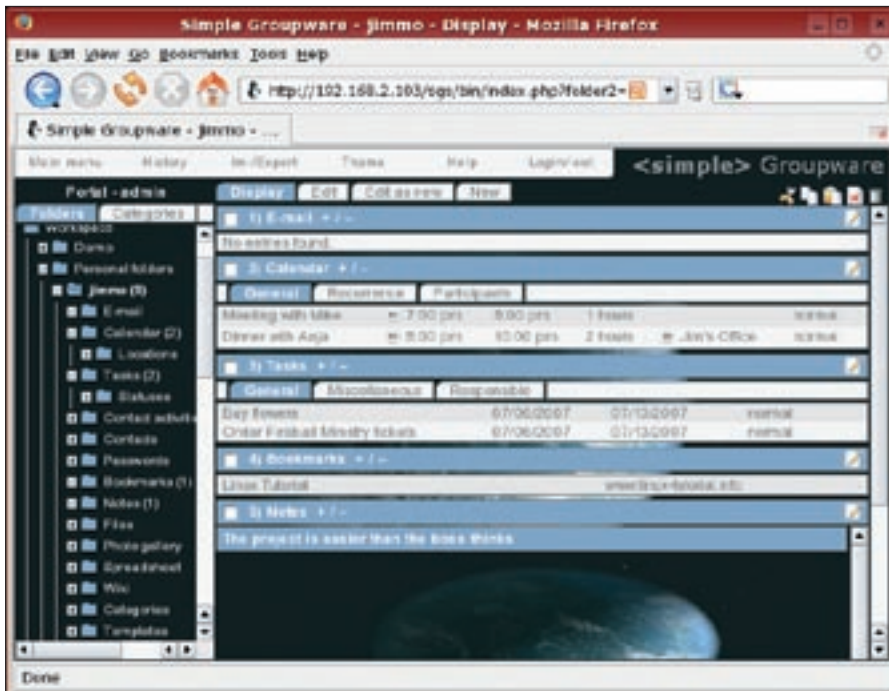 Simple Groupware - Jimmo - Display - Mozilla Firefox
File Edit View Go Bookmarks Tools Help
http://192.168.2.103/sgs/bin/index.php?folder2=
Simple Groupware - Jimmo - ...
Main menu History Im-/Export Theme Help Login/-out <simple> Groupware
Portal - admin Display Edit Edit as new New
Folders Categories
Workspace
Demo
Personal folders
jimmo (5)
E-mail
Calendar (2)
Locations
Tasks (2)
Statuses
Contact activiti
Contacts
Passwords
Bookmarks (1)
Notes (1)
Files
Photo gallery
Spreadsheet
Wiki
Categories
Templates
1) E-mail + / –
No entries found.
2) Calendar + / –
General Recurrence Participants
Meeting with Mike 7:00 pm 8:00 pm 1 hours normal
Dinner with Anja 8:00 pm 10:00 pm 2 hours Jim's Office normal
3) Tasks + / –
General Miscellaneous Responsible
Buy flowers 07/06/2007 07/13/2007 normal
Order Ministry tickets 07/06/2007 07/13/2007 normal
4) Bookmarks + / –
Linux Tutorial www.linux-tutorial.info
5) Notes + / –
The project is easier than the boss thinks
Done